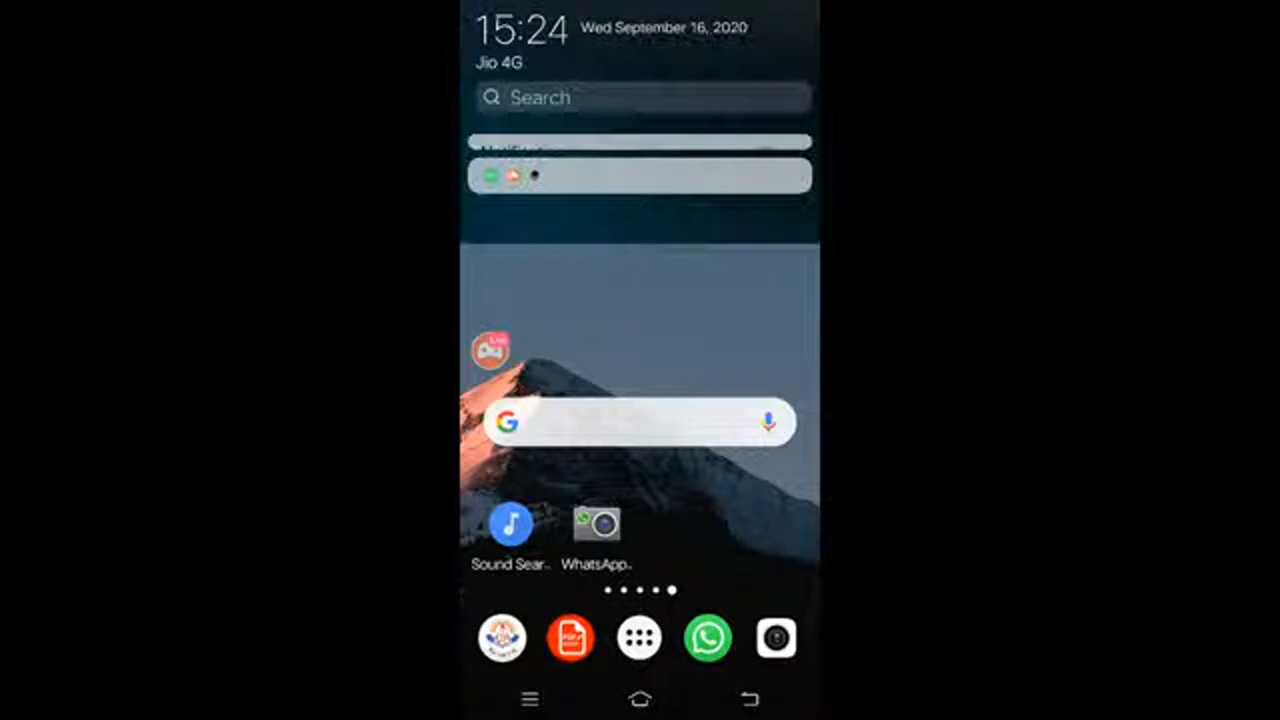 15:24 Wed September 16, 2020
Jio 4G
Search
Sound Sear..
WhatsApp..